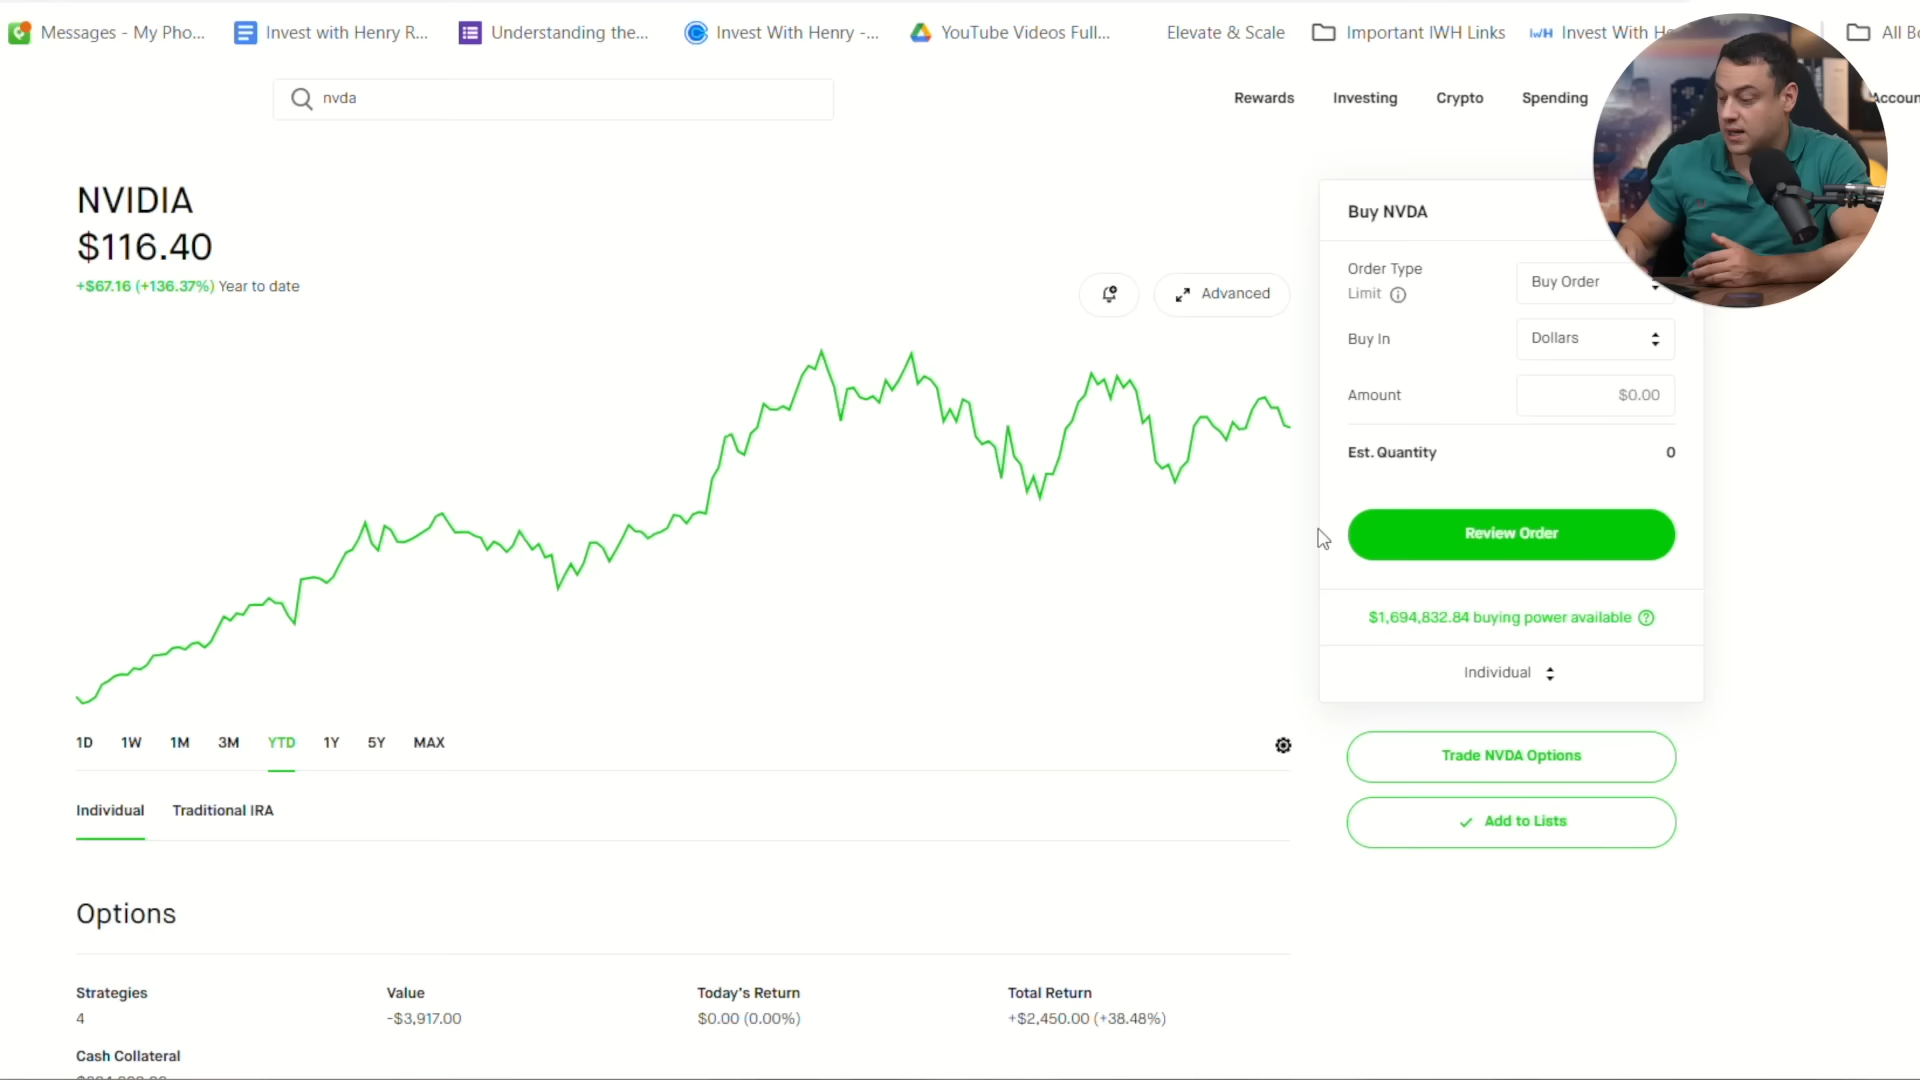 Messages - My Pho... Invest with Henry R... Understanding the... Invest With Henry -... YouTube Videos Full... Elevate & Scale Important IWH Links IWH Invest With He All Bo
nvda
Rewards Investing Crypto Spending Accoun
NVIDIA
$116.40
+$67.16 (+136.37%) Year to date
Advanced
1D 1W 1M 3M YTD 1Y 5Y MAX
Individual Traditional IRA
Options
Strategies Value Today's Return Total Return
4 -$3,917.00 $0.00 (0.00%) +$2,450.00 (+38.48%)
Cash Collateral
Buy NVDA
Order Type Buy Order
Limit
Buy In Dollars
Amount $0.00
Est. Quantity 0
Review Order
$1,694,832.84 buying power available
Individual
Trade NVDA Options
Add to Lists